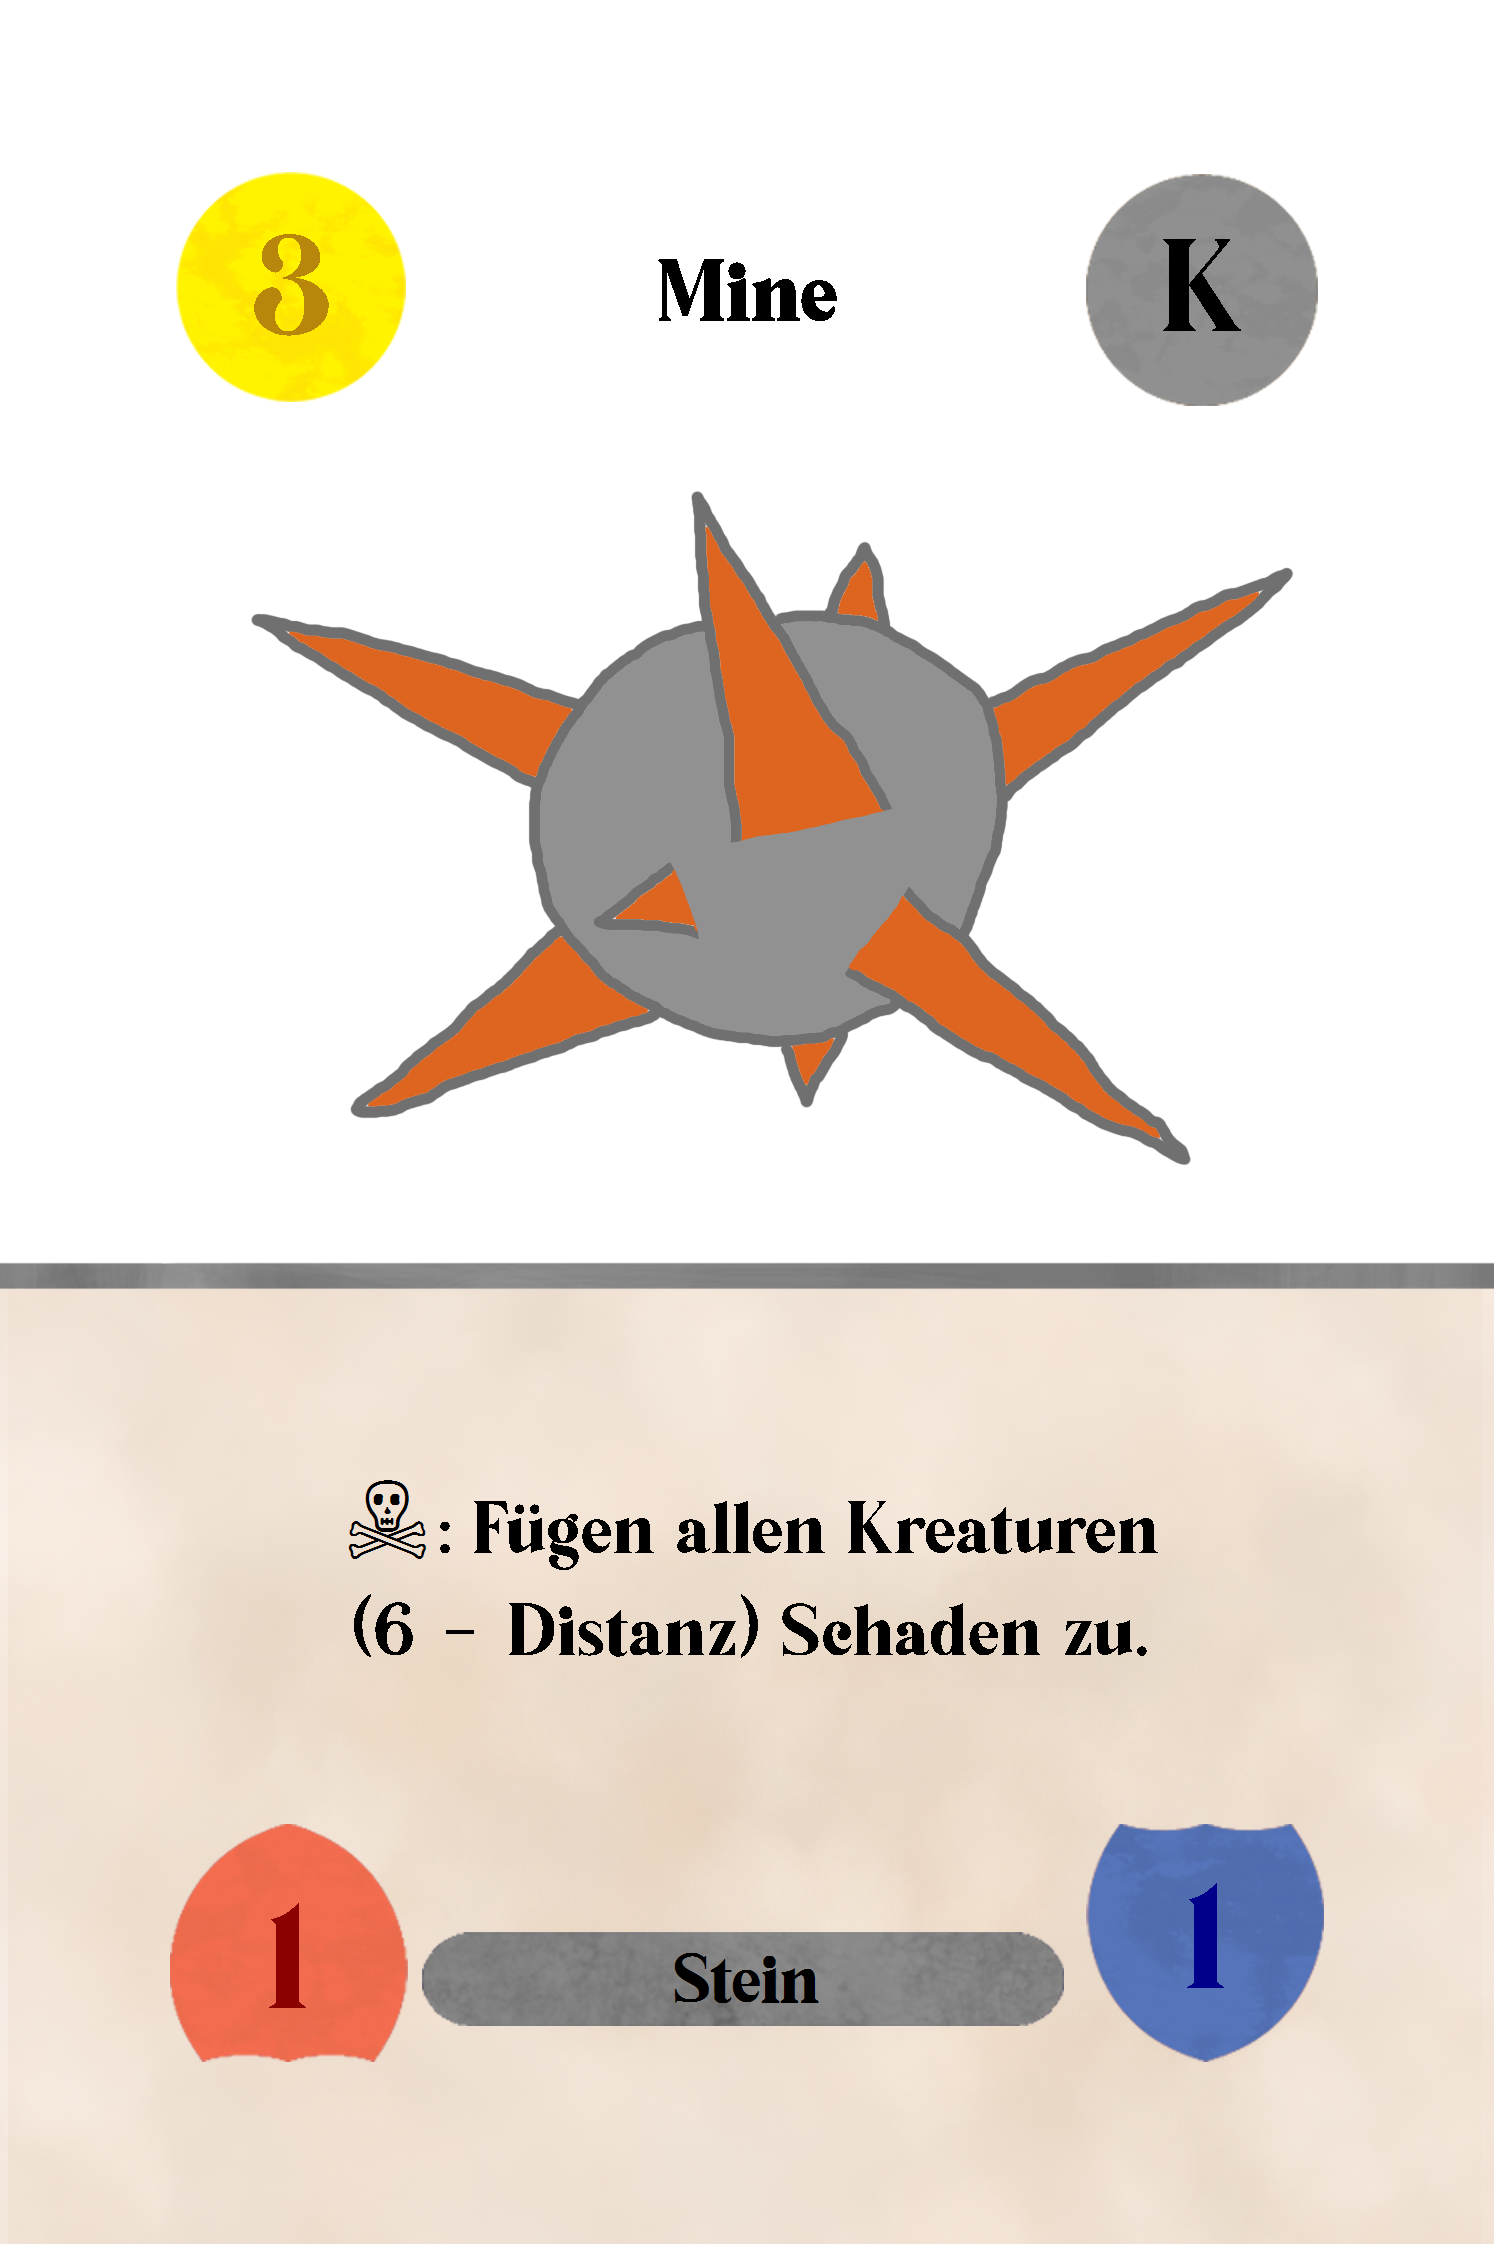 3
Mine
K
☠: Fügen allen Kreaturen
(6 - Distanz) Schaden zu.
1
Stein
1